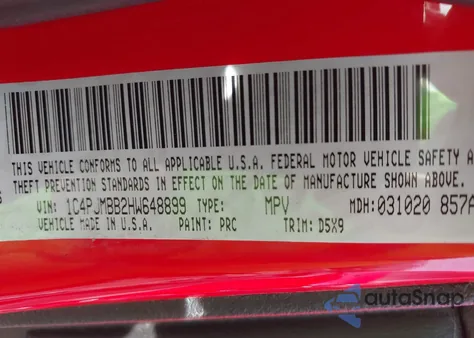 THIS VEHICLE CONFORMS TO ALL APPLICABLE U.S.A. FEDERAL MOTOR VEHICLE SAFETY A
THEFT PREVENTION STANDARDS IN EFFECT ON THE DATE OF MANUFACTURE SHOWN ABOVE.
VIN: 1C4PJMBB2HW648899 TYPE: MPV MDH: 031020 857A
VEHICLE MADE IN U.S.A. PAINT: PRC TRIM: D5X9
autoSnap